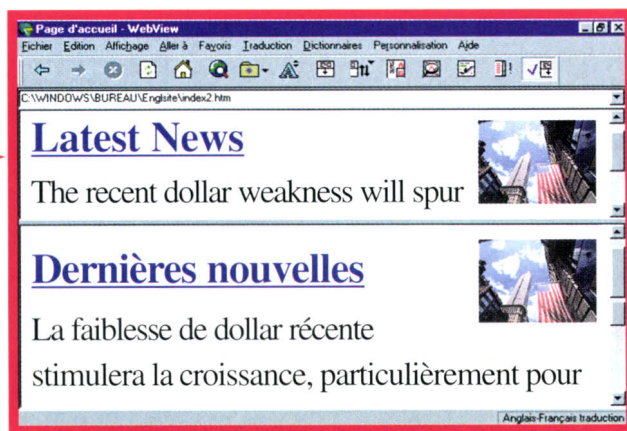 Page d'accueil - WebView
Fichier Edition Affichage Aller à Favoris Traduction Dictionnaires Personnalisation Aide
C:\WINDOWS\BUREAU\Englsite\index2.htm
Latest News
The recent dollar weakness will spur
Dernières nouvelles
La faiblesse de dollar récente
stimulera la croissance, particulièrement pour
Anglais-Français traduction